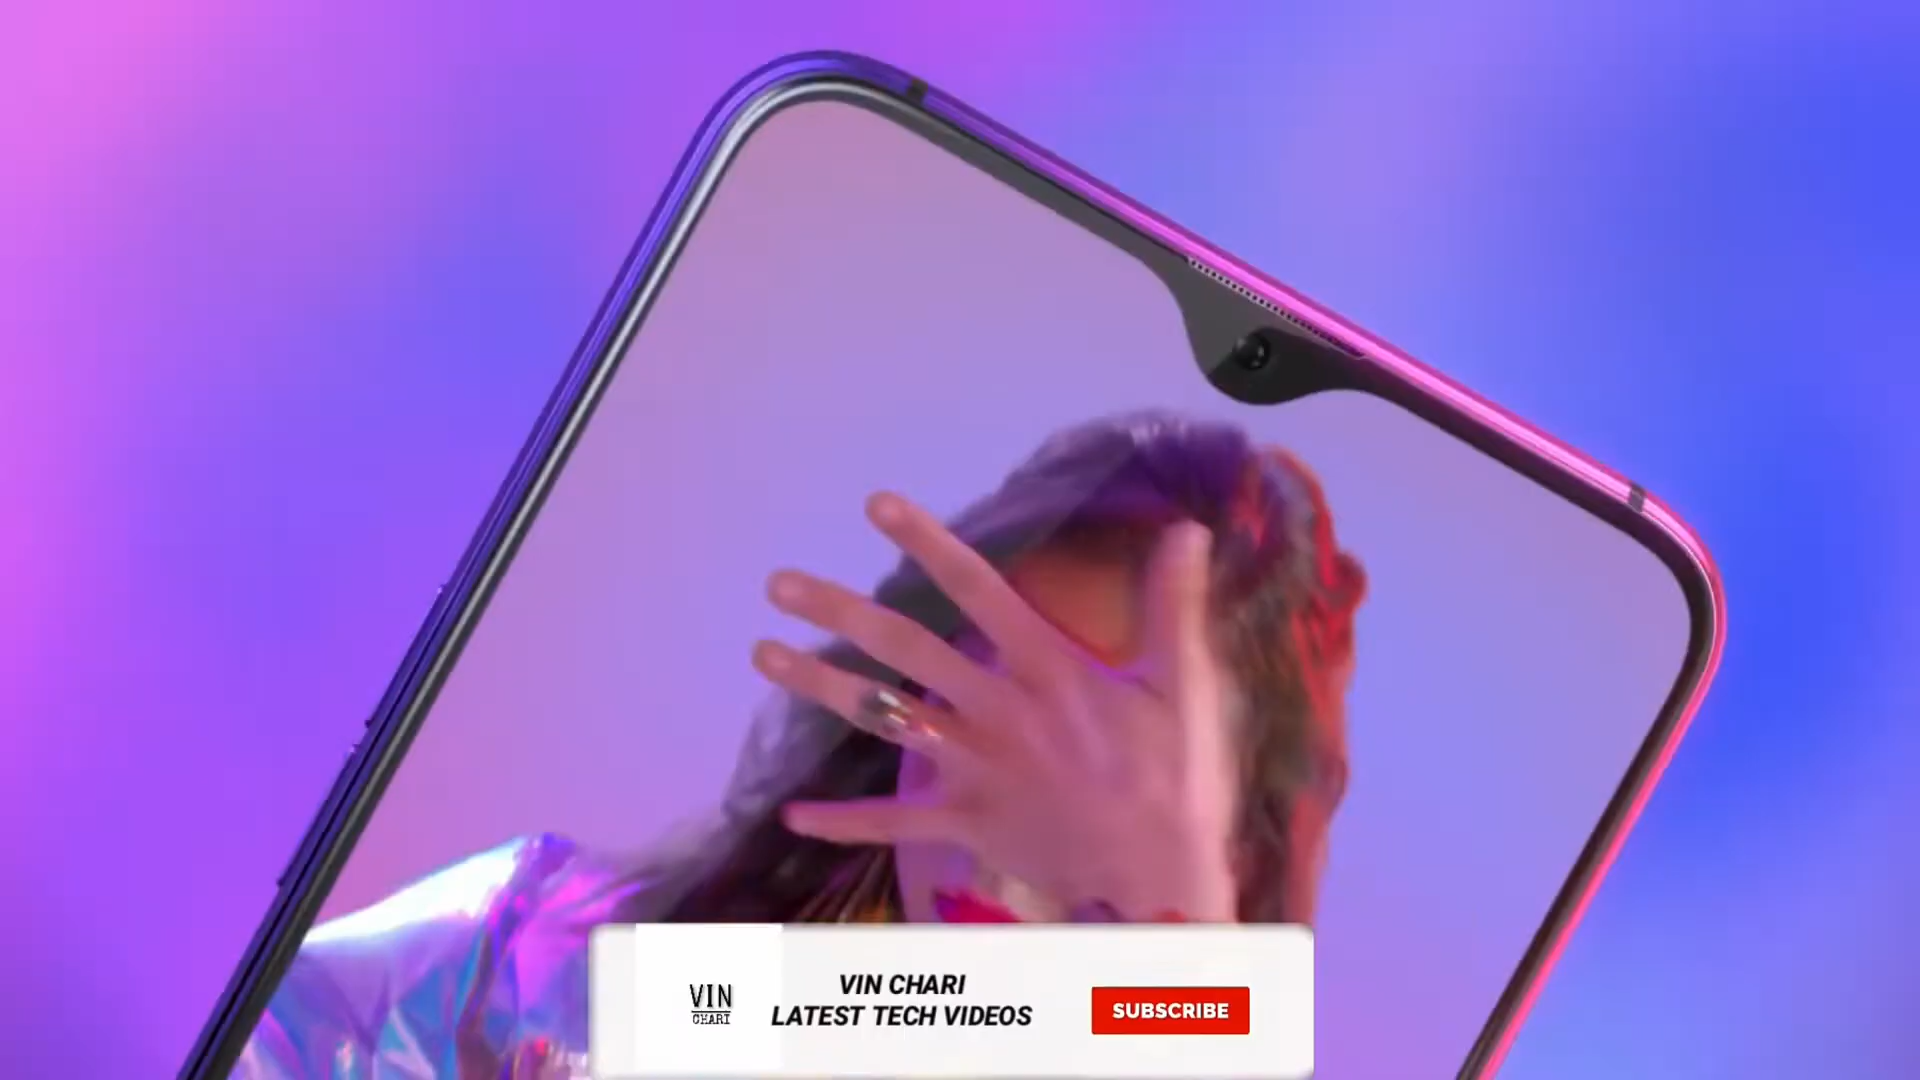 VIN
CHARI
VIN CHARI
LATEST TECH VIDEOS
SUBSCRIBE